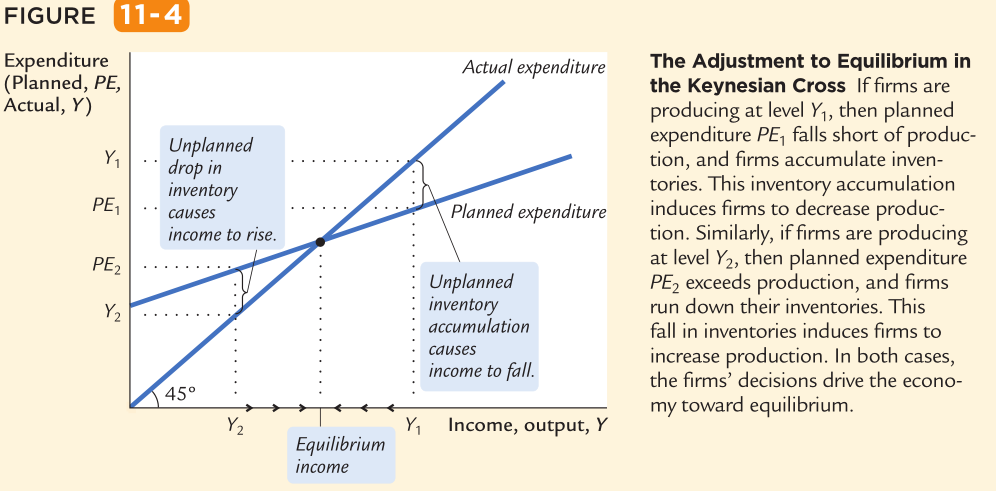 FIGURE 11-4
Expenditure
(Planned, PE,
Actual, Y)
Actual expenditure
Unplanned
drop in
inventory
causes
income to rise.
Y₁
PE₁
Planned expenditure
PE₂
Y₂
Unplanned
inventory
accumulation
causes
income to fall.
45°
Y₂
Y₁
Income, output, Y
Equilibrium
income
The Adjustment to Equilibrium in
the Keynesian Cross If firms are
producing at level Y₁, then planned
expenditure PE₁ falls short of produc-
tion, and firms accumulate inven-
tories. This inventory accumulation
induces firms to decrease produc-
tion. Similarly, if firms are producing
at level Y₂, then planned expenditure
PE₂ exceeds production, and firms
run down their inventories. This
fall in inventories induces firms to
increase production. In both cases,
the firms’ decisions drive the econo-
my toward equilibrium.